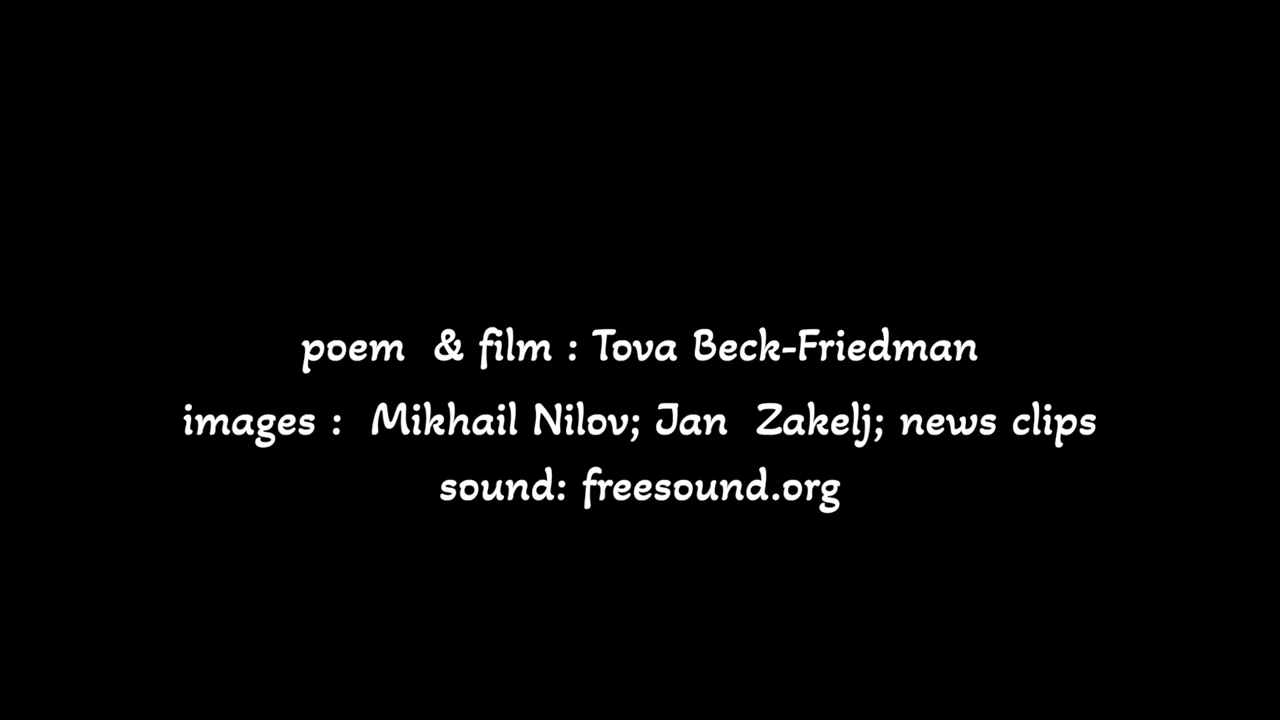 poem & film : Tova Beck-Friedman
images : Mikhail Nilov; Jan Zakelj; news clips
sound: freesound.org